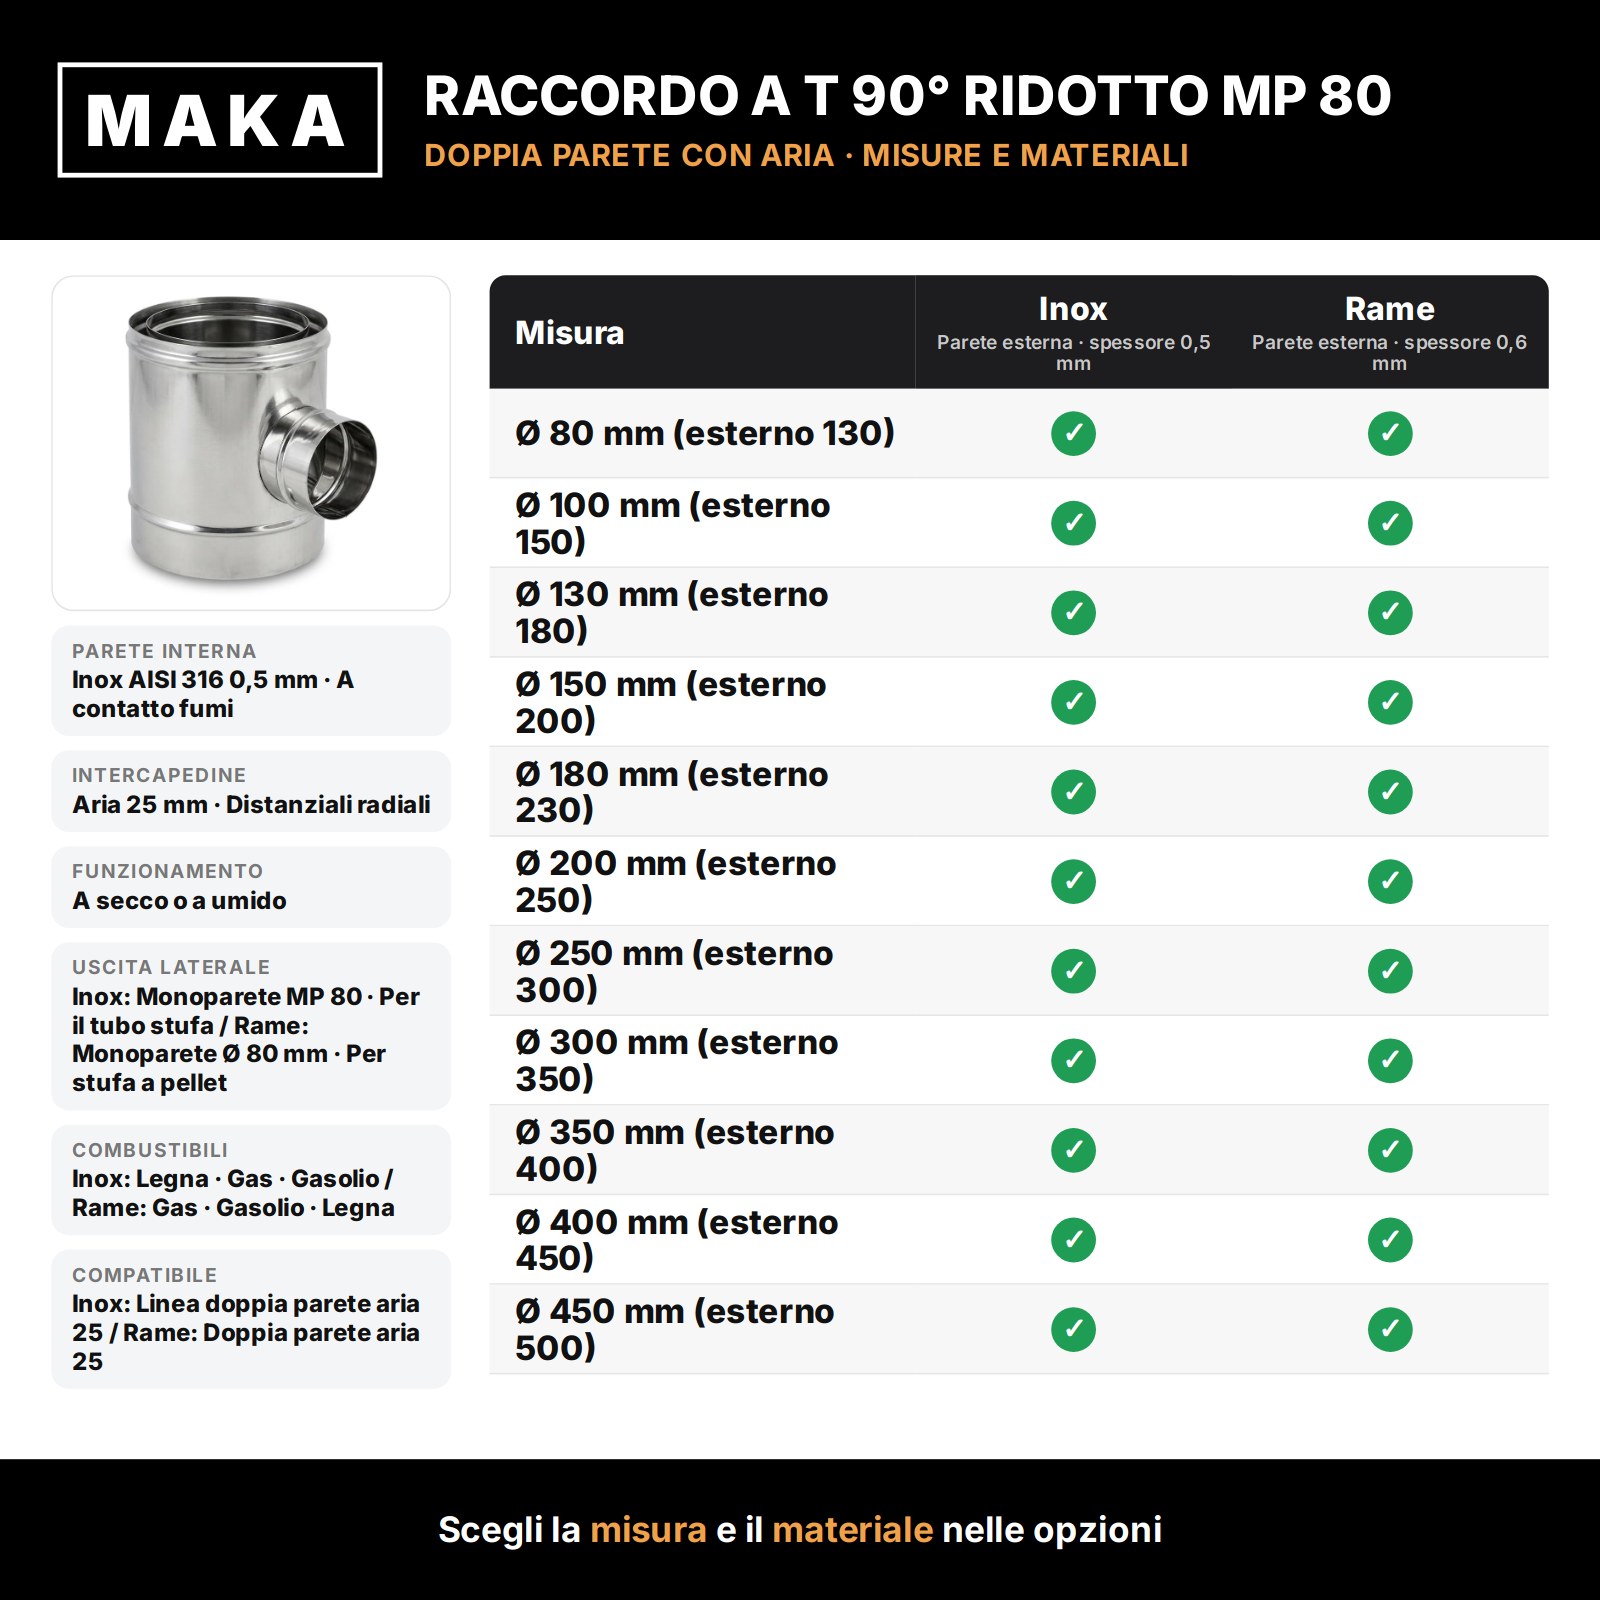 MAKA
RACCORDO A T 90° RIDOTTO MP 80
DOPPIA PARETE CON ARIA · MISURE E MATERIALI
PARETE INTERNA
Inox AISI 316 0,5 mm · A
contatto fumi
INTERCAPEDINE
Aria 25 mm · Distanziali radiali
FUNZIONAMENTO
A secco o a umido
USCITA LATERALE
Inox: Monoparete MP 80 · Per
il tubo stufa / Rame:
Monoparete Ø 80 mm · Per
stufa a pellet
COMBUSTIBILI
Inox: Legna · Gas · Gasolio /
Rame: Gas · Gasolio · Legna
COMPATIBILE
Inox: Linea doppia parete aria
25 / Rame: Doppia parete aria
25
Misura
Inox
Parete esterna · spessore 0,5
mm
Rame
Parete esterna · spessore 0,6
mm
Ø 80 mm (esterno 130)
Ø 100 mm (esterno
150)
Ø 130 mm (esterno
180)
Ø 150 mm (esterno
200)
Ø 180 mm (esterno
230)
Ø 200 mm (esterno
250)
Ø 250 mm (esterno
300)
Ø 300 mm (esterno
350)
Ø 350 mm (esterno
400)
Ø 400 mm (esterno
450)
Ø 450 mm (esterno
500)
Scegli la misura e il materiale nelle opzioni